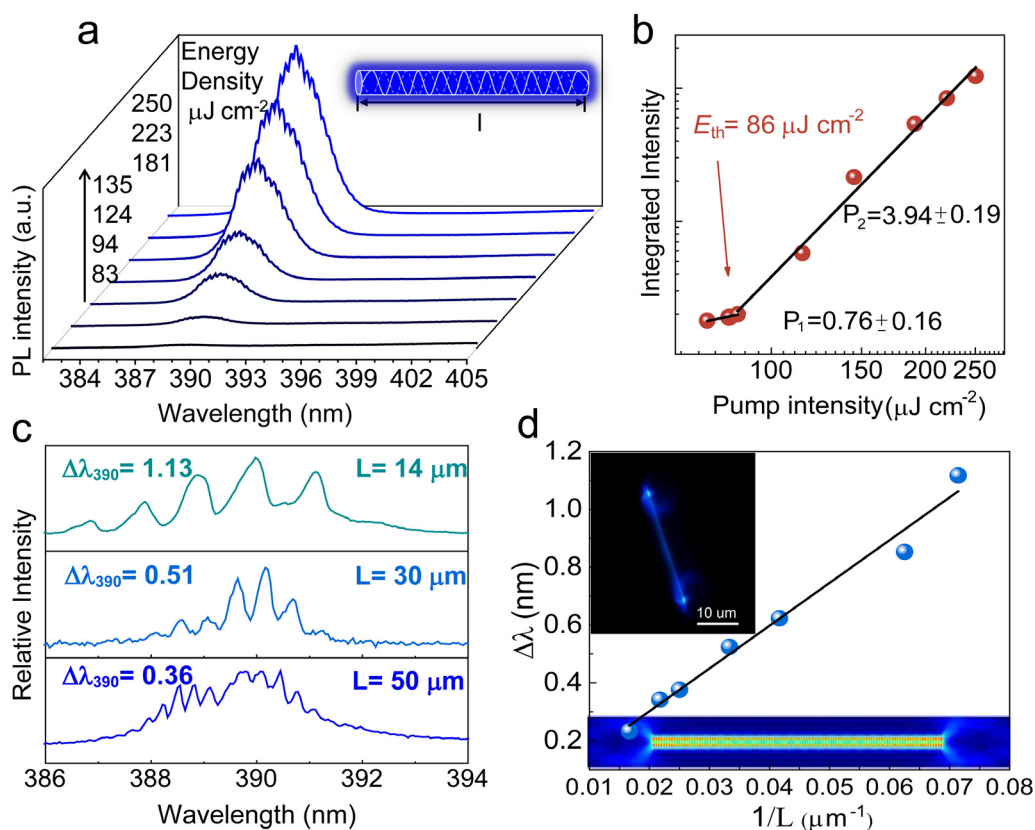 a
Energy
Density
μJ cm⁻²
250
223
181
135
124
94
83
l
PL intensity (a.u.)
384 387 390 393 396 399 402 405
Wavelength (nm)
b
Eth= 86 μJ cm⁻²
P₂=3.94±0.19
P₁=0.76±0.16
Integrated Intensity
100 150 200 250
Pump intensity(μJ cm⁻²)
c
Δλ₃₉₀= 1.13 L= 14 μm
Δλ₃₉₀= 0.51 L= 30 μm
Δλ₃₉₀= 0.36 L= 50 μm
Relative Intensity
386 388 390 392 394
Wavelength (nm)
d
1.2
1.0
0.8
0.6
0.4
0.2
Δλ (nm)
10 um
0.01 0.02 0.03 0.04 0.05 0.06 0.07 0.08
1/L (μm⁻¹)